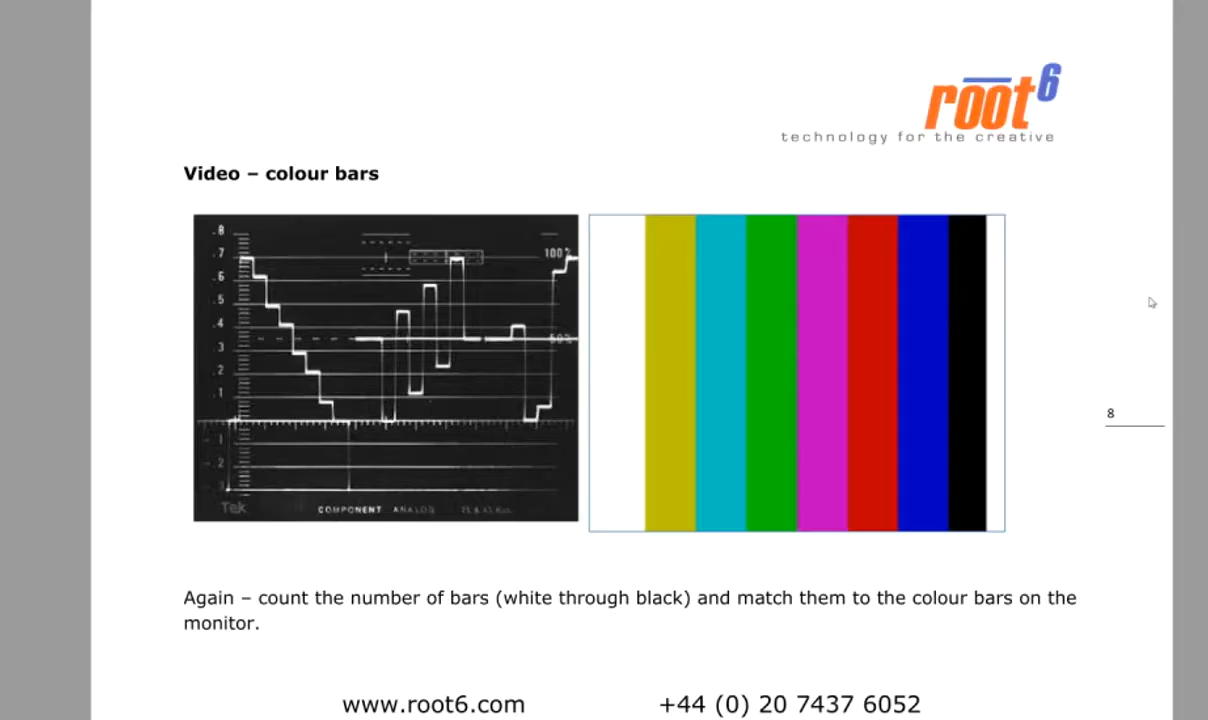 root6
technology for the creative
Video – colour bars
.8
.7
.6
.5
.4
.3
.2
.1
100%
50%
Tek
COMPONENT ANALOG
8
Again – count the number of bars (white through black) and match them to the colour bars on the
monitor.
www.root6.com +44 (0) 20 7437 6052